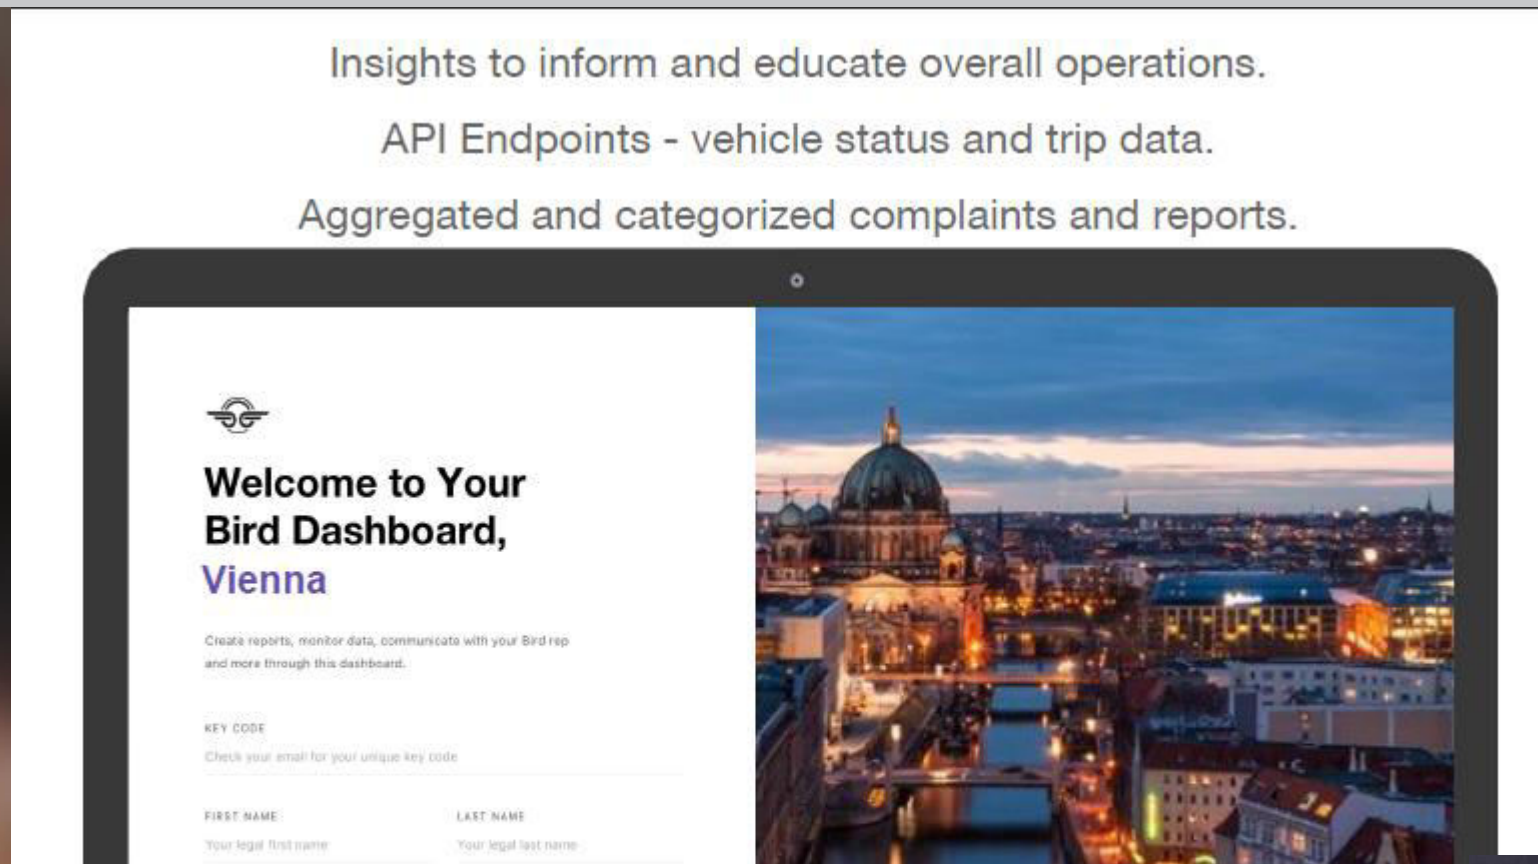 Insights to inform and educate overall operations.
API Endpoints - vehicle status and trip data.
Aggregated and categorized complaints and reports.
Welcome to Your
Bird Dashboard,
Vienna
Create reports, monitor data, communicate with your Bird rep
and more through this dashboard.
KEY CODE
Check your email for your unique key code
FIRST NAME LAST NAME
Your legal first name Your legal last name